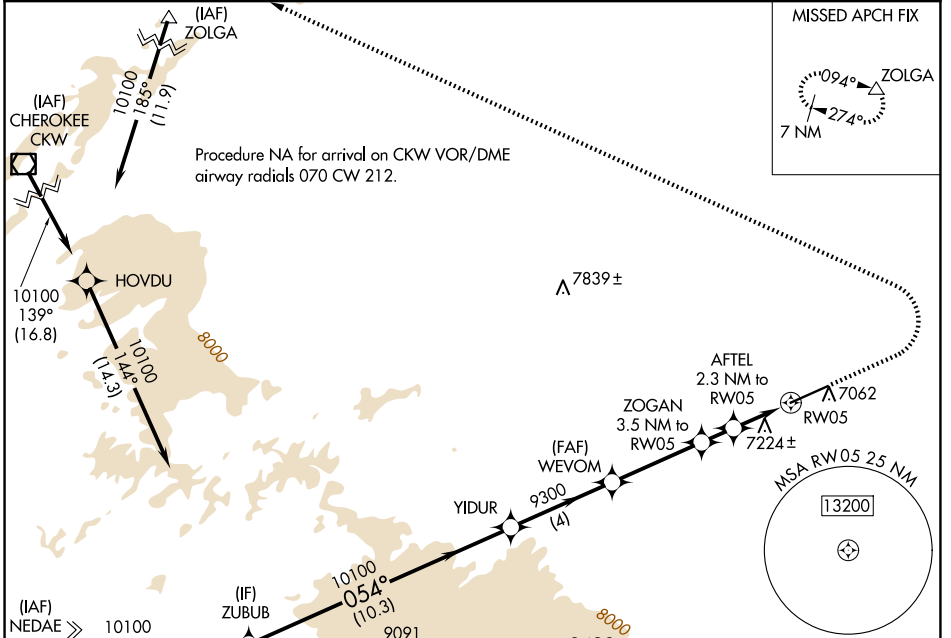 (IAF)
ZOLGA
10100
185°
(11.9)
MISSED APCH FIX
094°
ZOLGA
274°
7 NM
(IAF)
CHEROKEE
CKW
Procedure NA for arrival on CKW VOR/DME
airway radials 070 CW 212.
10100
139°
(16.8)
HOVDU
10100
144°
(14.3)
8000
7839±
AFTEL
2.3 NM to
RW05
ZOGAN
3.5 NM to
RW05
7062
RW05
7224±
(FAF)
WEVOM
9300
(4)
YIDUR
MSA RW05 25 NM
13200
10100
054°
(10.3)
(IF)
ZUBUB
(IAF)
NEDAE
10100
9091
8000